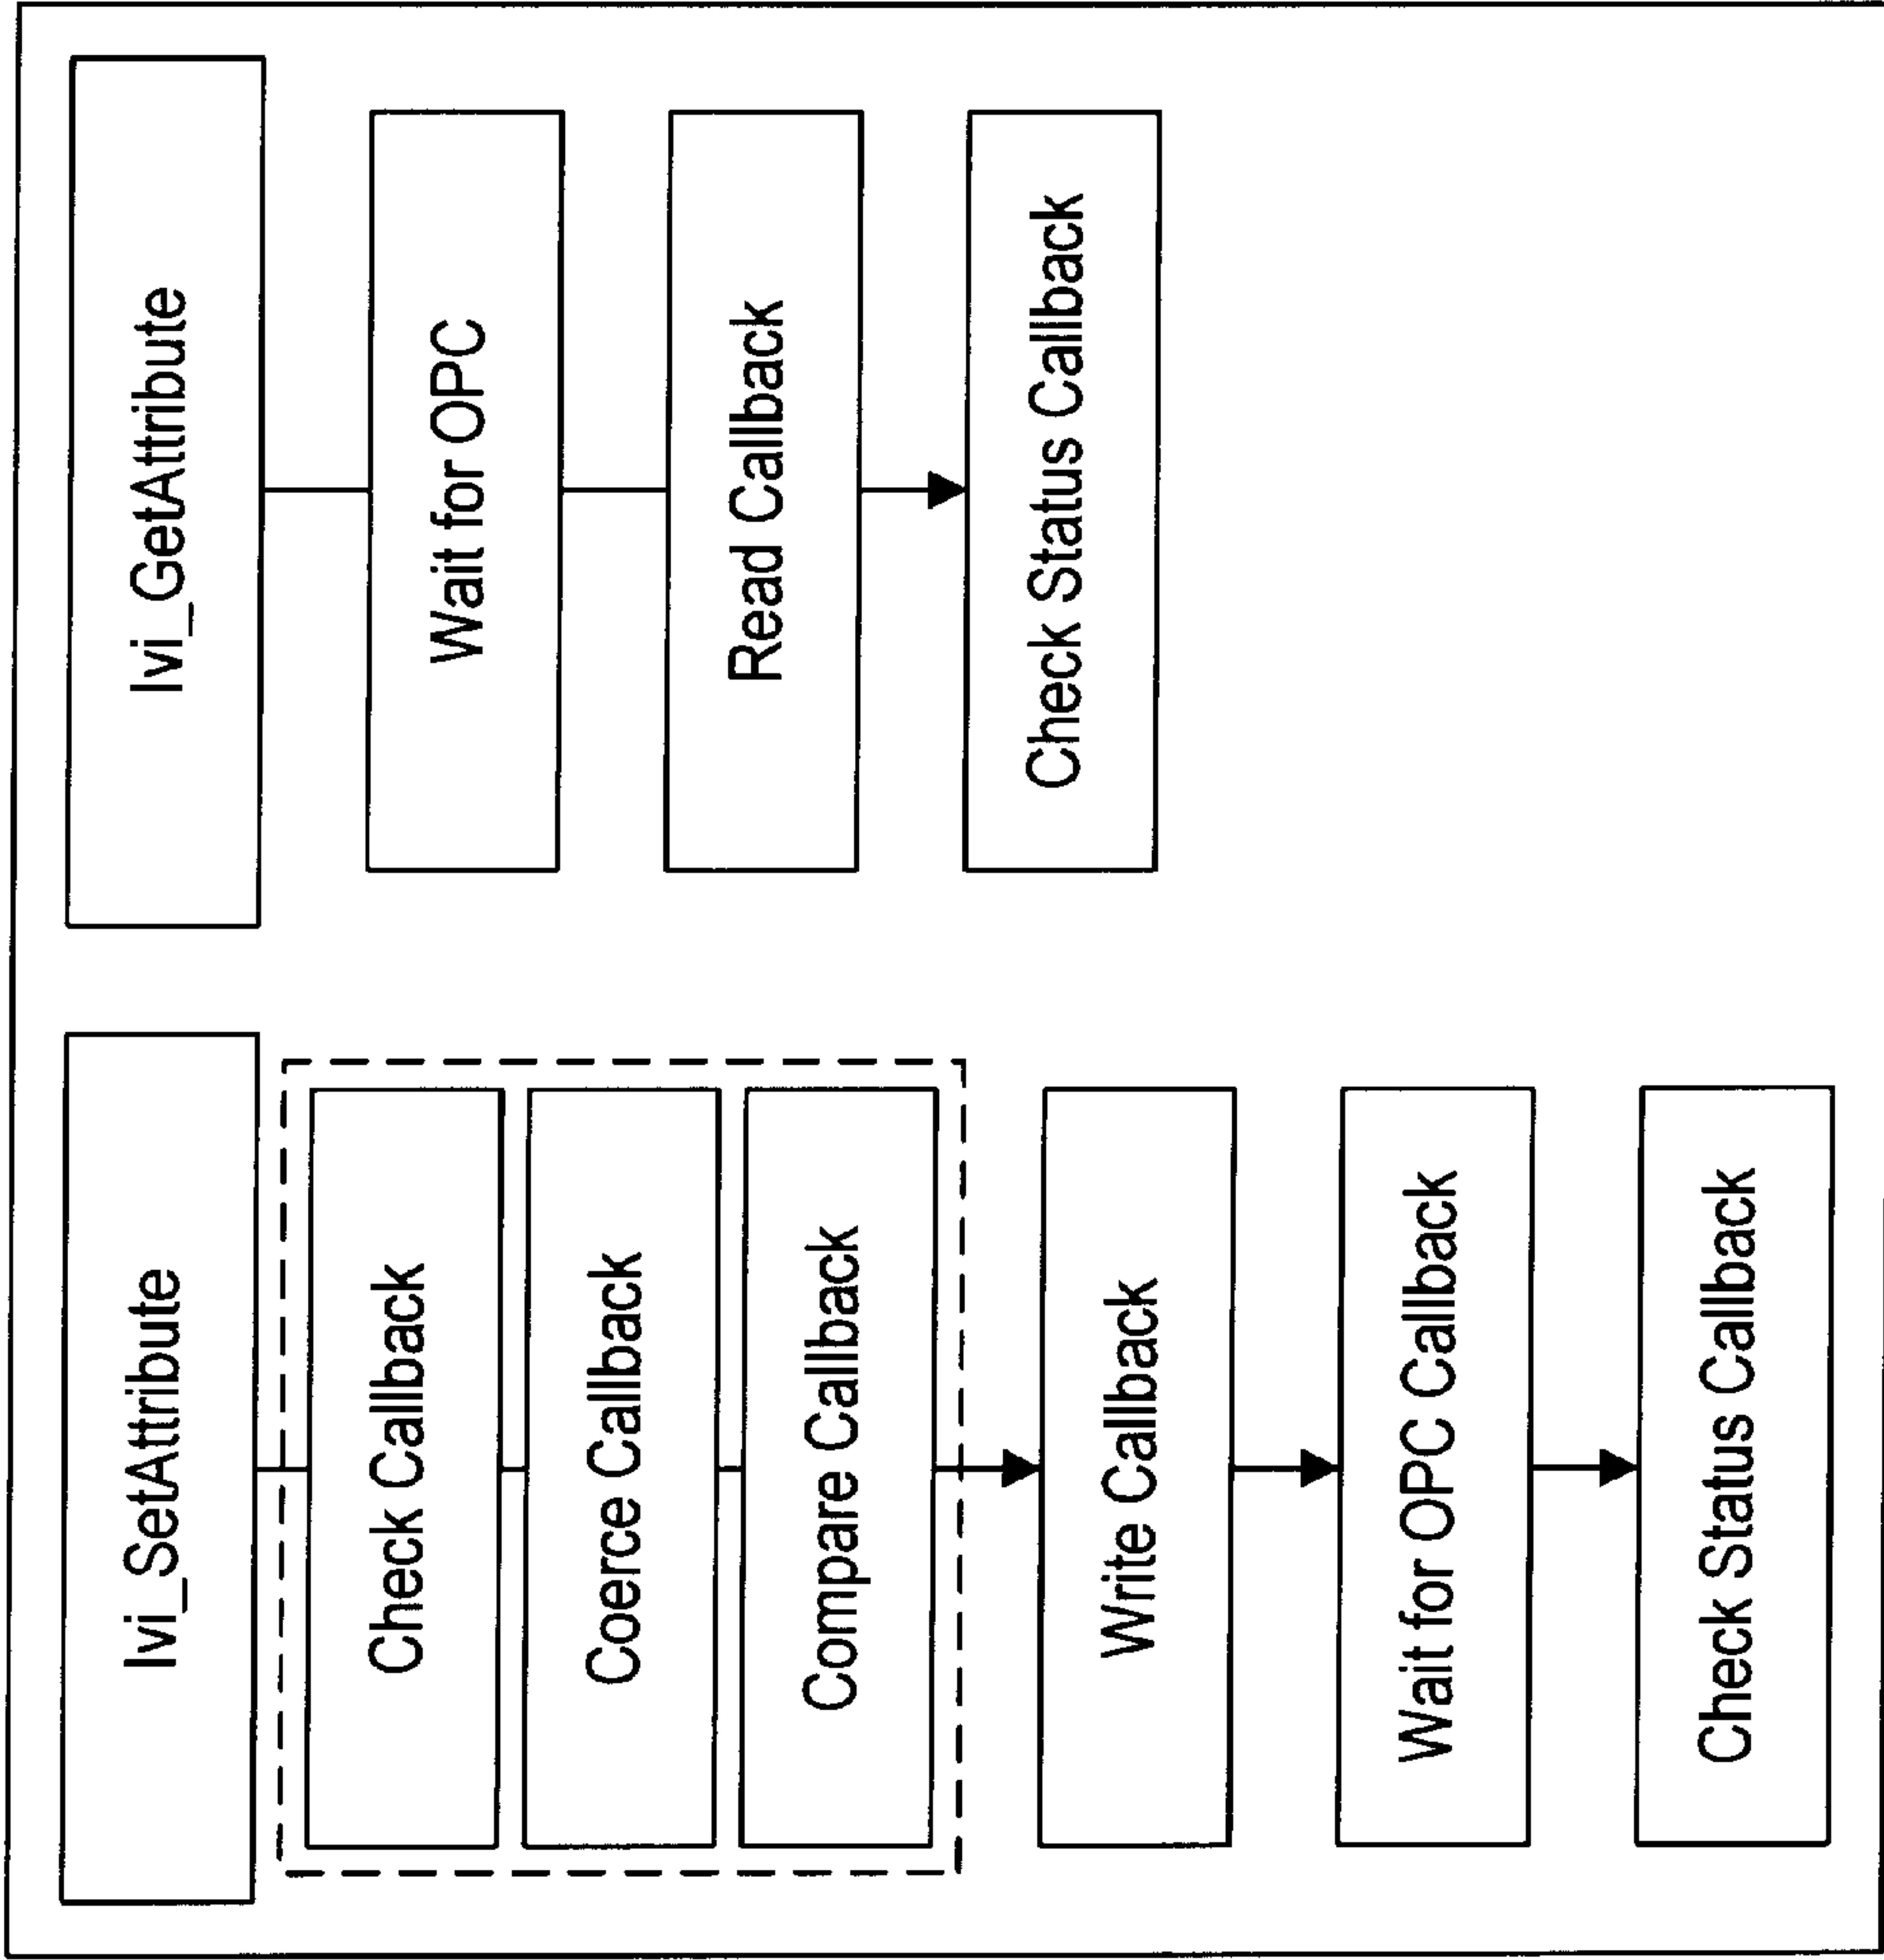 Ivi_SetAttribute
Check Callback
Coerce Callback
Compare Callback
Write Callback
Wait for OPC Callback
Check Status Callback
Ivi_GetAttribute
Wait for OPC
Read Callback
Check Status Callback